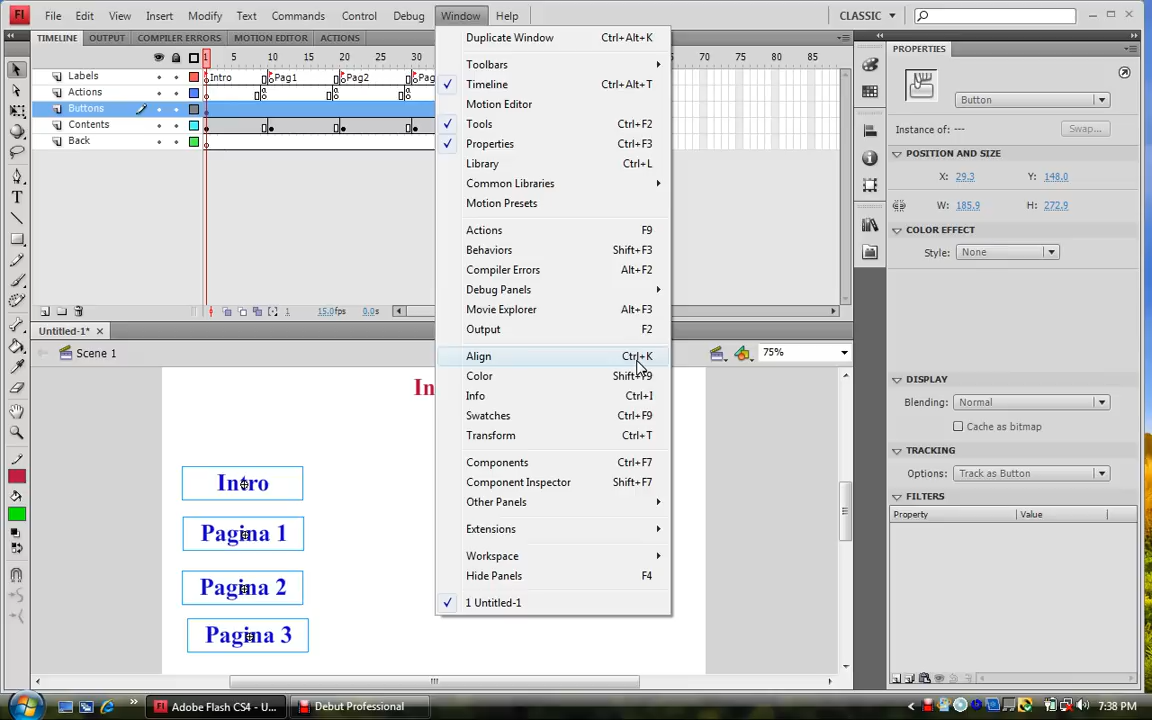 Fl File Edit View Insert Modify Text Commands Control Debug Window Help CLASSIC
TIMELINE OUTPUT COMPILER ERRORS MOTION EDITOR ACTIONS
1 5 10 15 20 25 30 70 75 80 85
Labels Intro Pag1 Pag2 Pag
Actions
Buttons
Contents
Back
1 15.0fps 0.0s
Untitled-1*
Scene 1
75%
Duplicate Window Ctrl+Alt+K
Toolbars
Timeline Ctrl+Alt+T
Motion Editor
Tools Ctrl+F2
Properties Ctrl+F3
Library Ctrl+L
Common Libraries
Motion Presets
Actions F9
Behaviors Shift+F3
Compiler Errors Alt+F2
Debug Panels
Movie Explorer Alt+F3
Output F2
Align Ctrl+K
Color Shift+F9
Info Ctrl+I
Swatches Ctrl+F9
Transform Ctrl+T
Components Ctrl+F7
Component Inspector Shift+F7
Other Panels
Extensions
Workspace
Hide Panels F4
1 Untitled-1
In
Intro
Pagina 1
Pagina 2
Pagina 3
PROPERTIES
Button
Instance of: --- Swap...
POSITION AND SIZE
X: 29.3 Y: 148.0
W: 185.9 H: 272.9
COLOR EFFECT
Style: None
DISPLAY
Blending: Normal
Cache as bitmap
TRACKING
Options: Track as Button
FILTERS
Property Value
Adobe Flash CS4 - U... Debut Professional 7:38 PM